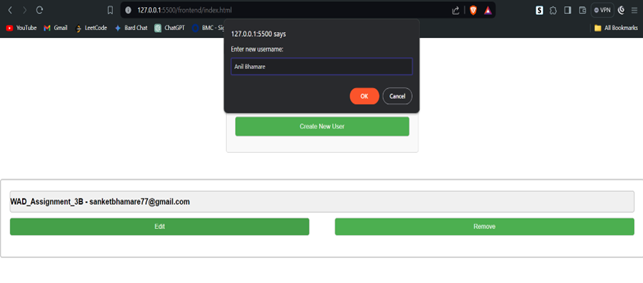 127.0.0.1:5500/frontend/index.html
VPN
YouTube Gmail LeetCode Bard Chat ChatGPT BMC - Sig All Bookmarks
127.0.0.1:5500 says
Enter new username:
Anil Bhamare
OK Cancel
Create New User
WAD_Assignment_3B - sanketbhamare77@gmail.com
Edit Remove